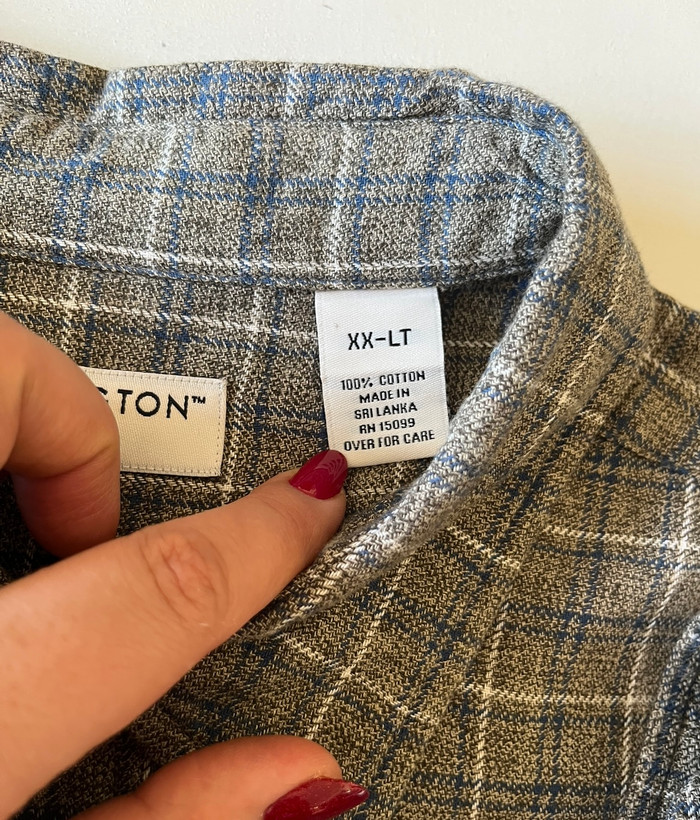 STON™
XX-LT
100% COTTON
MADE IN
SRI LANKA
RN 15099
OVER FOR CARE